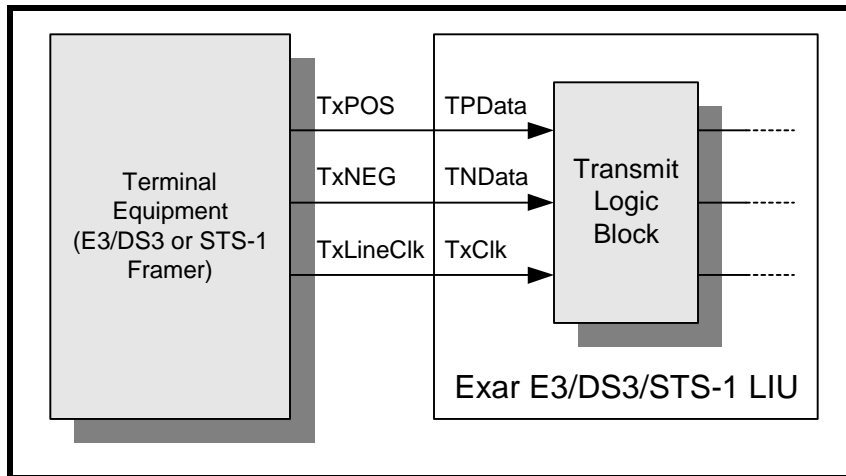 Terminal
Equipment
(E3/DS3 or STS-1
Framer)
TxPOS
TPData
TxNEG
TNData
TxLineClk
TxClk
Transmit
Logic
Block
Exar E3/DS3/STS-1 LIU